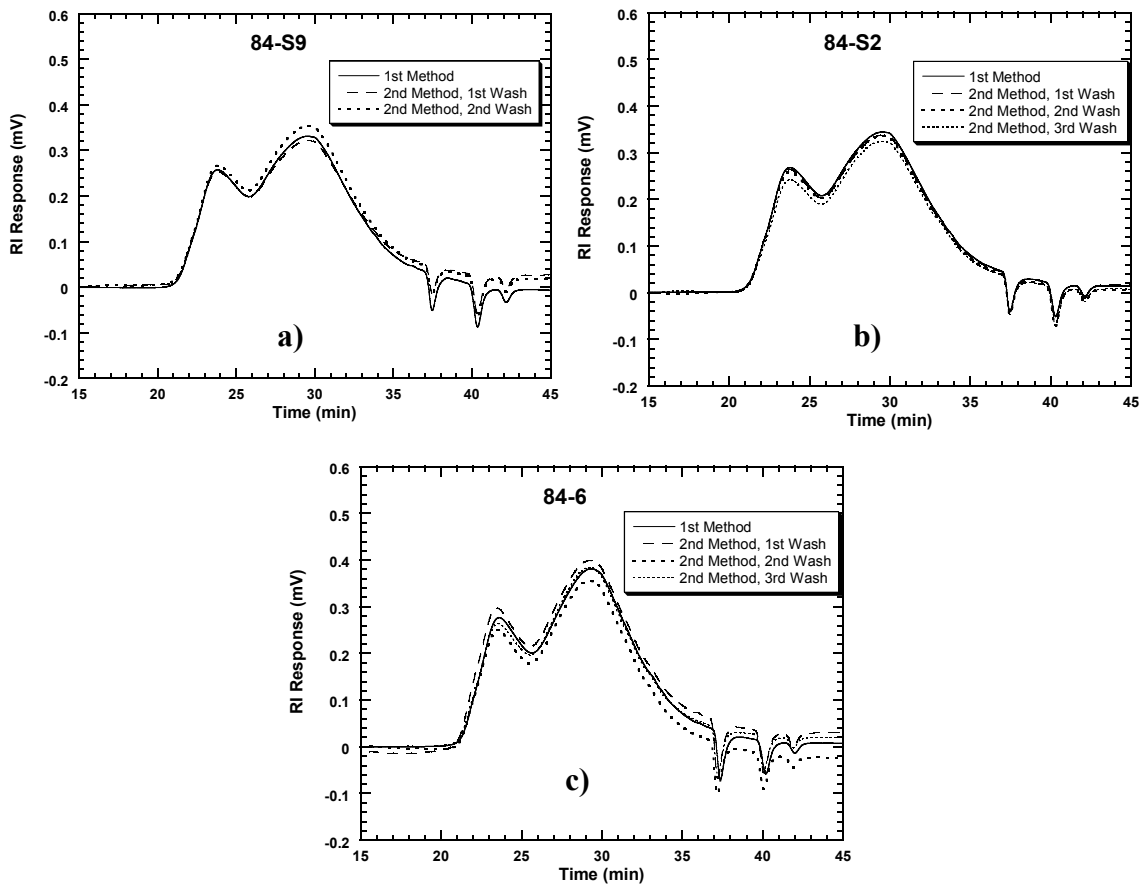 84-S9
1st Method
2nd Method, 1st Wash
2nd Method, 2nd Wash
RI Response (mV)
0.6
0.5
0.4
0.3
0.2
0.1
0
-0.1
-0.2
a)
15 20 25 30 35 40 45
Time (min)
84-S2
1st Method
2nd Method, 1st Wash
2nd Method, 2nd Wash
2nd Method, 3rd Wash
RI Response (mV)
0.6
0.5
0.4
0.3
0.2
0.1
0
-0.1
-0.2
b)
15 20 25 30 35 40 45
Time (min)
84-6
1st Method
2nd Method, 1st Wash
2nd Method, 2nd Wash
2nd Method, 3rd Wash
RI Response (mV)
0.6
0.5
0.4
0.3
0.2
0.1
0
-0.1
-0.2
c)
15 20 25 30 35 40 45
Time (min)